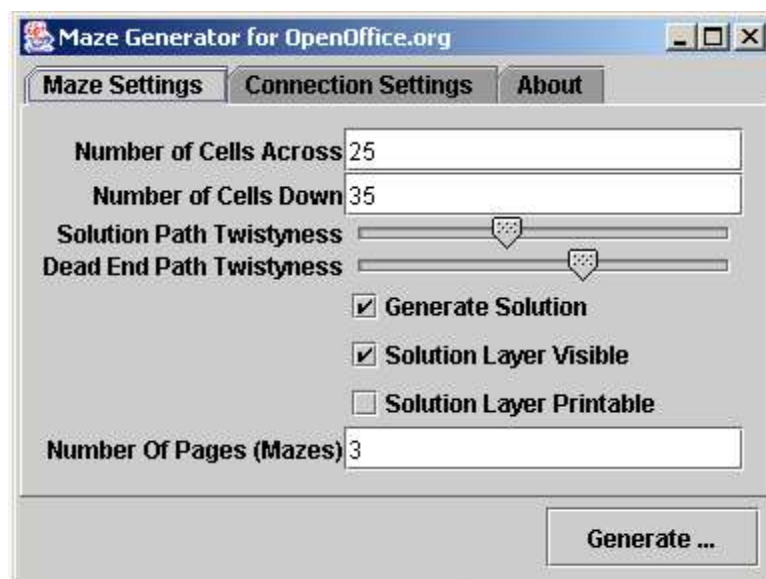 Maze Generator for OpenOffice.org
Maze Settings Connection Settings About
Number of Cells Across 25
Number of Cells Down 35
Solution Path Twistyness
Dead End Path Twistyness
Generate Solution
Solution Layer Visible
Solution Layer Printable
Number Of Pages (Mazes) 3
Generate ...